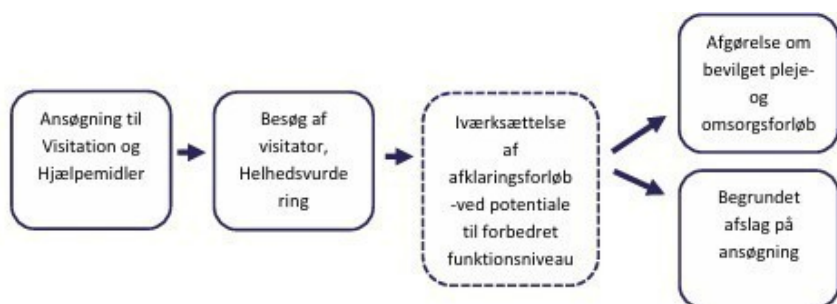 Ansøgning til
Visitation og
Hjælpemidler
Besøg af
visitator,
Helhedsvurde
ring
Iværksættelse
af
afklaringsforløb
-ved potentiale
til forbedret
funktionsniveau
Afgørelse om
bevilget pleje-
og
omsorgsforløb
Begrundet
afslag på
ansøgning